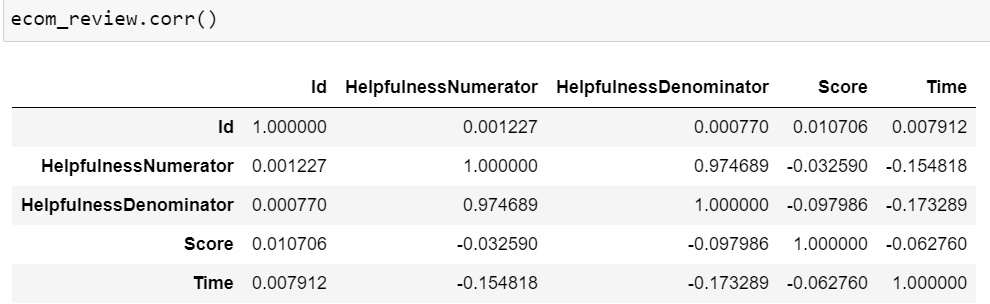 ecom_review.corr()
Id HelpfulnessNumerator HelpfulnessDenominator Score Time
Id 1.000000 0.001227 0.000770 0.010706 0.007912
HelpfulnessNumerator 0.001227 1.000000 0.974689 -0.032590 -0.154818
HelpfulnessDenominator 0.000770 0.974689 1.000000 -0.097986 -0.173289
Score 0.010706 -0.032590 -0.097986 1.000000 -0.062760
Time 0.007912 -0.154818 -0.173289 -0.062760 1.000000